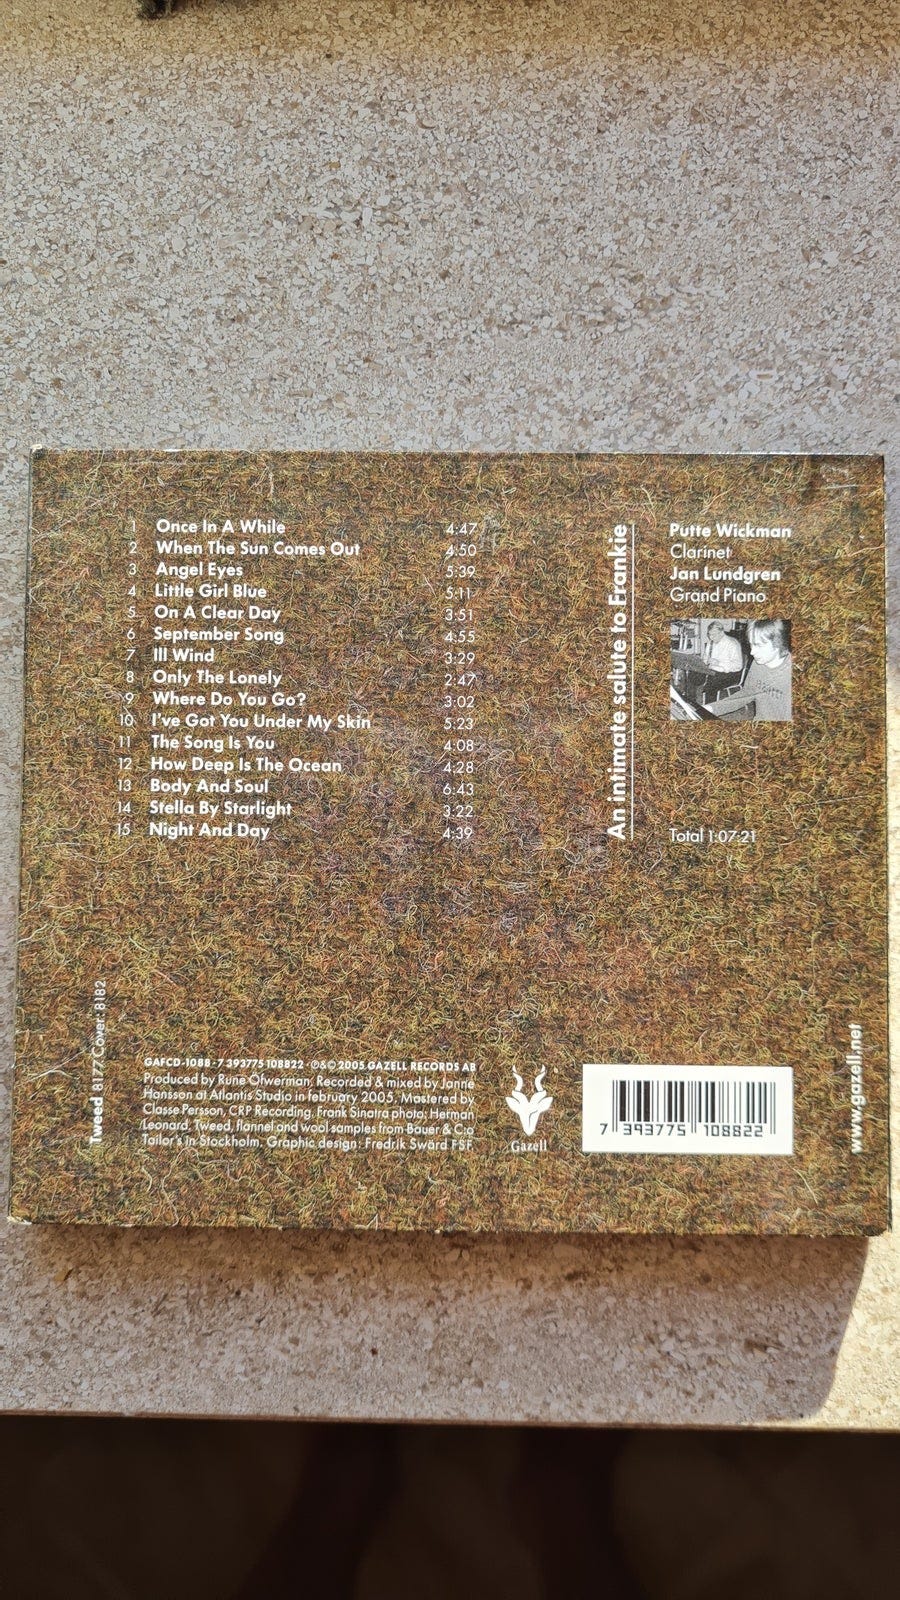 1 Once In A While 4:47
2 When The Sun Comes Out 4:50
3 Angel Eyes 5:39
4 Little Girl Blue 5:11
5 On A Clear Day 3:51
6 September Song 4:55
7 Ill Wind 3:29
8 Only The Lonely 2:47
9 Where Do You Go? 3:02
10 I've Got You Under My Skin 5:23
11 The Song Is You 4:08
12 How Deep Is The Ocean 4:28
13 Body And Soul 6:43
14 Stella By Starlight 3:22
15 Night And Day 4:39
An intimate salute to Frankie
Putte Wickman
Clarinet
Jan Lundgren
Grand Piano
Total 1:07:21
Tweed 8177 Cover: 8182
GAFCD-1088 · 7 393775 108822 · ℗&© 2005 GAZELL RECORDS AB
Produced by Rune Öfwerman, Recorded & mixed by Janne
Hansson at Atlantis Studio in february 2005, Mastered by
Classe Persson, CRP Recording, Frank Sinatra photo: Herman
Leonard, Tweed, flannel and wool samples from Bauer & C:o
Tailor's in Stockholm, Graphic design: Fredrik Swärd FSF.
Gazell
7 393775 108822
www.gazell.net